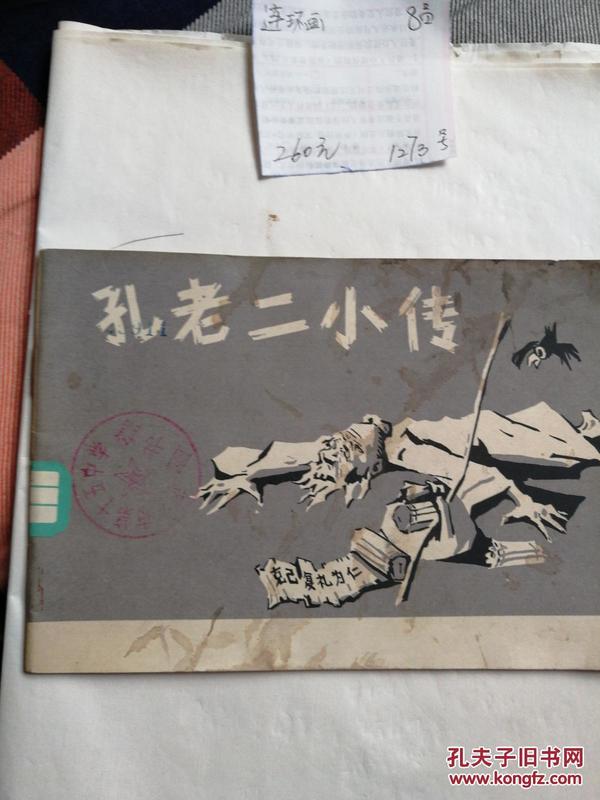 连环画 8品
260元 1273号
孔老二小传
克己复礼为仁
孔夫子旧书网
www.kongfz.com